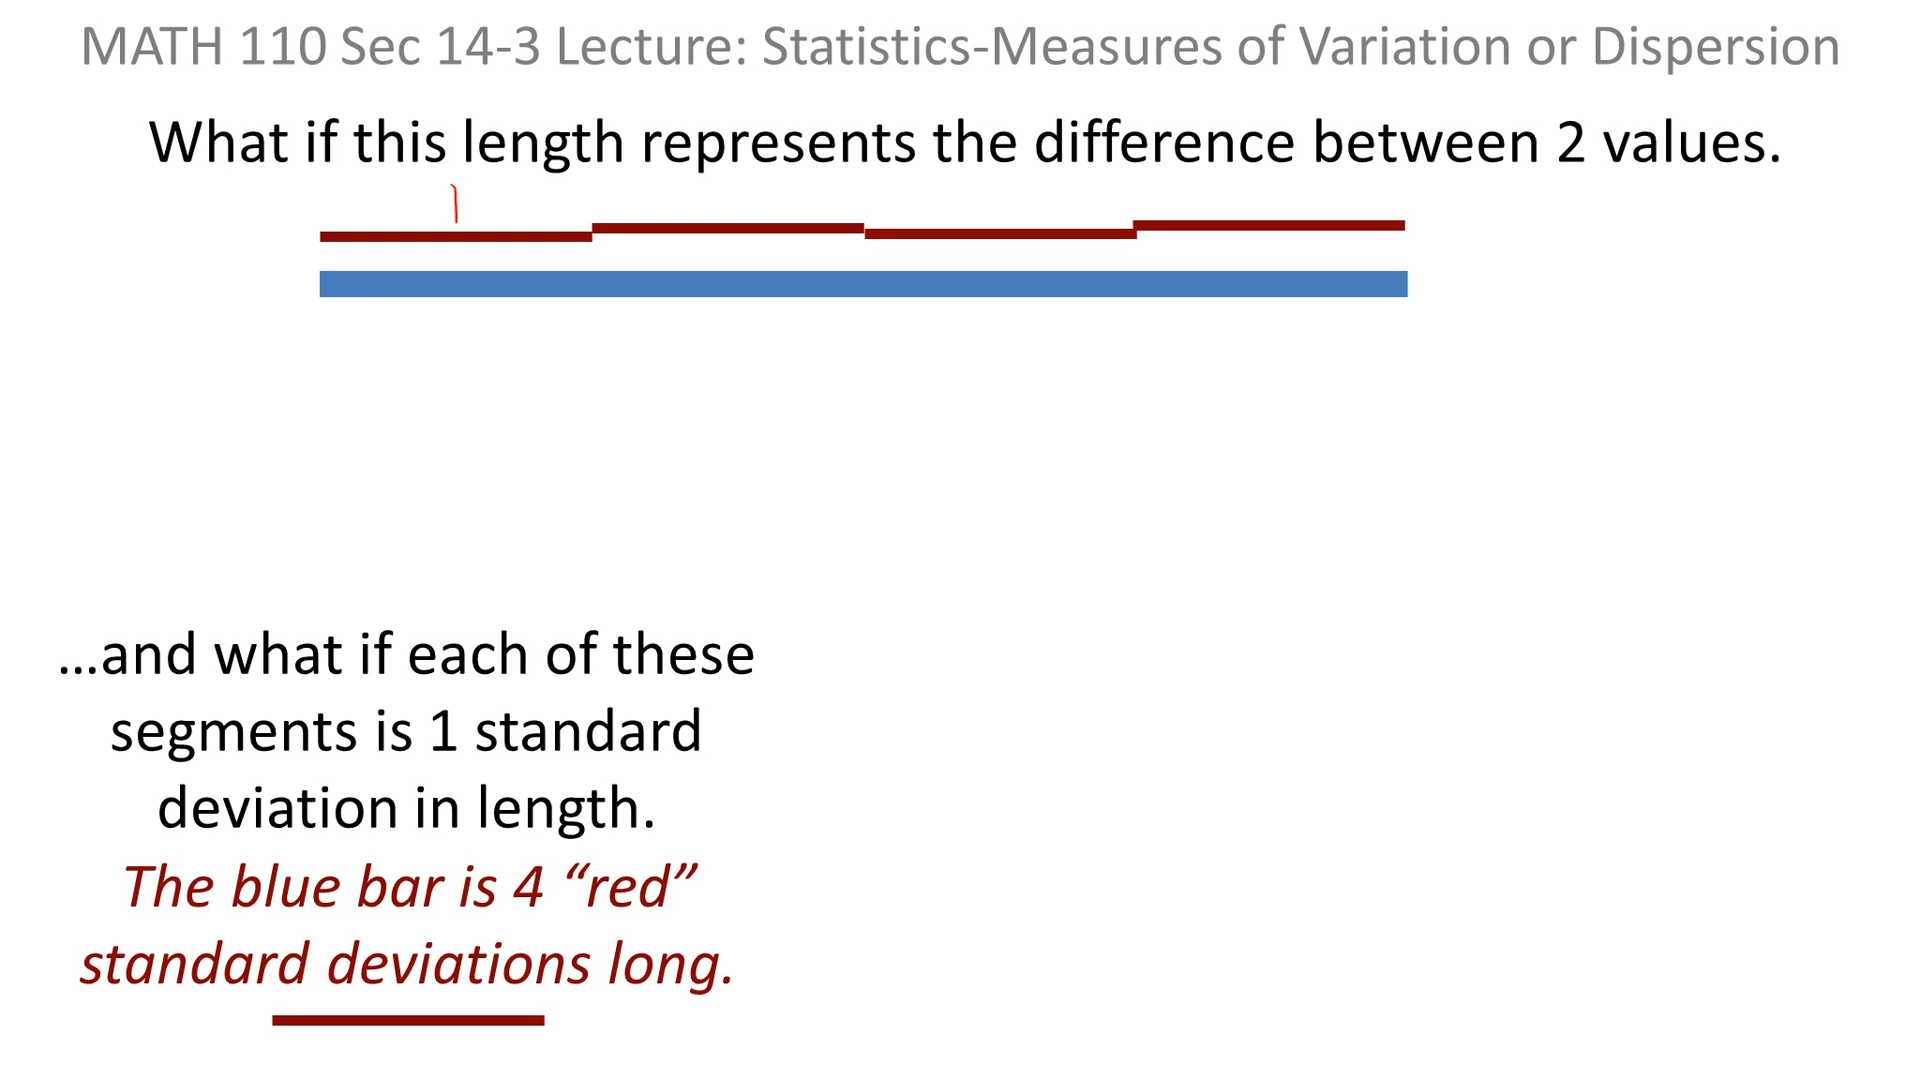 MATH 110 Sec 14-3 Lecture: Statistics-Measures of Variation or Dispersion
What if this length represents the difference between 2 values.
...and what if each of these
segments is 1 standard
deviation in length.
The blue bar is 4 “red”
standard deviations long.